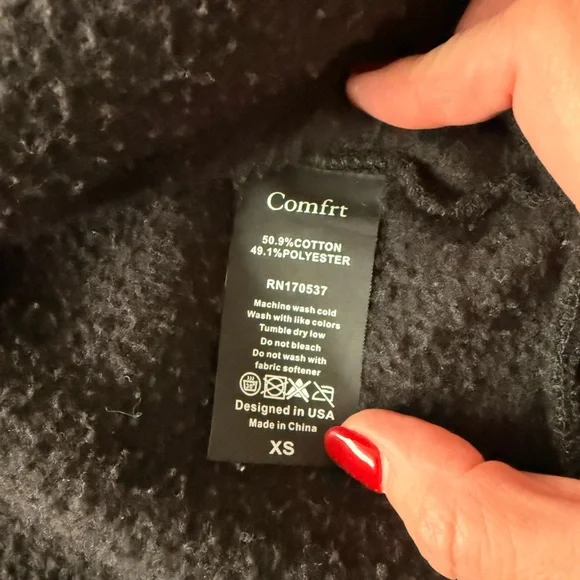 Comfrt
50.9%COTTON
49.1%POLYESTER
RN170537
Machine wash cold
Wash with like colors
Tumble dry low
Do not bleach
Do not wash with
fabric softener
Designed in USA
Made in China
XS